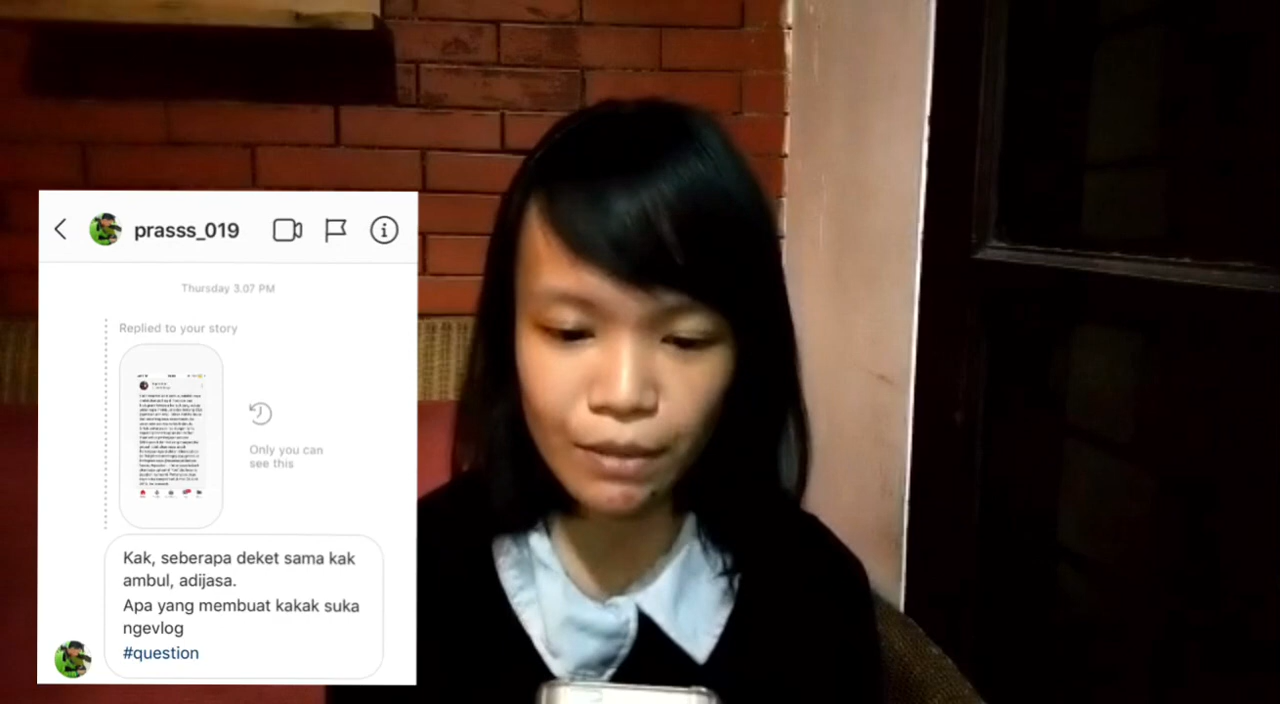 prasss_019
Thursday 3.07 PM
Replied to your story
Only you can
see this
Kak, seberapa deket sama kak
ambul, adijasa.
Apa yang membuat kakak suka
ngevlog
#question